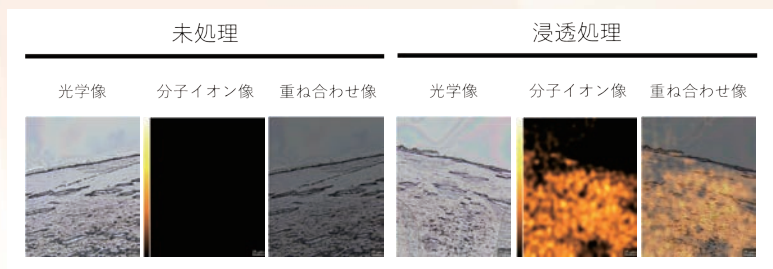 未処理
浸透処理
光学像
分子イオン像
重ね合わせ像
光学像
分子イオン像
重ね合わせ像